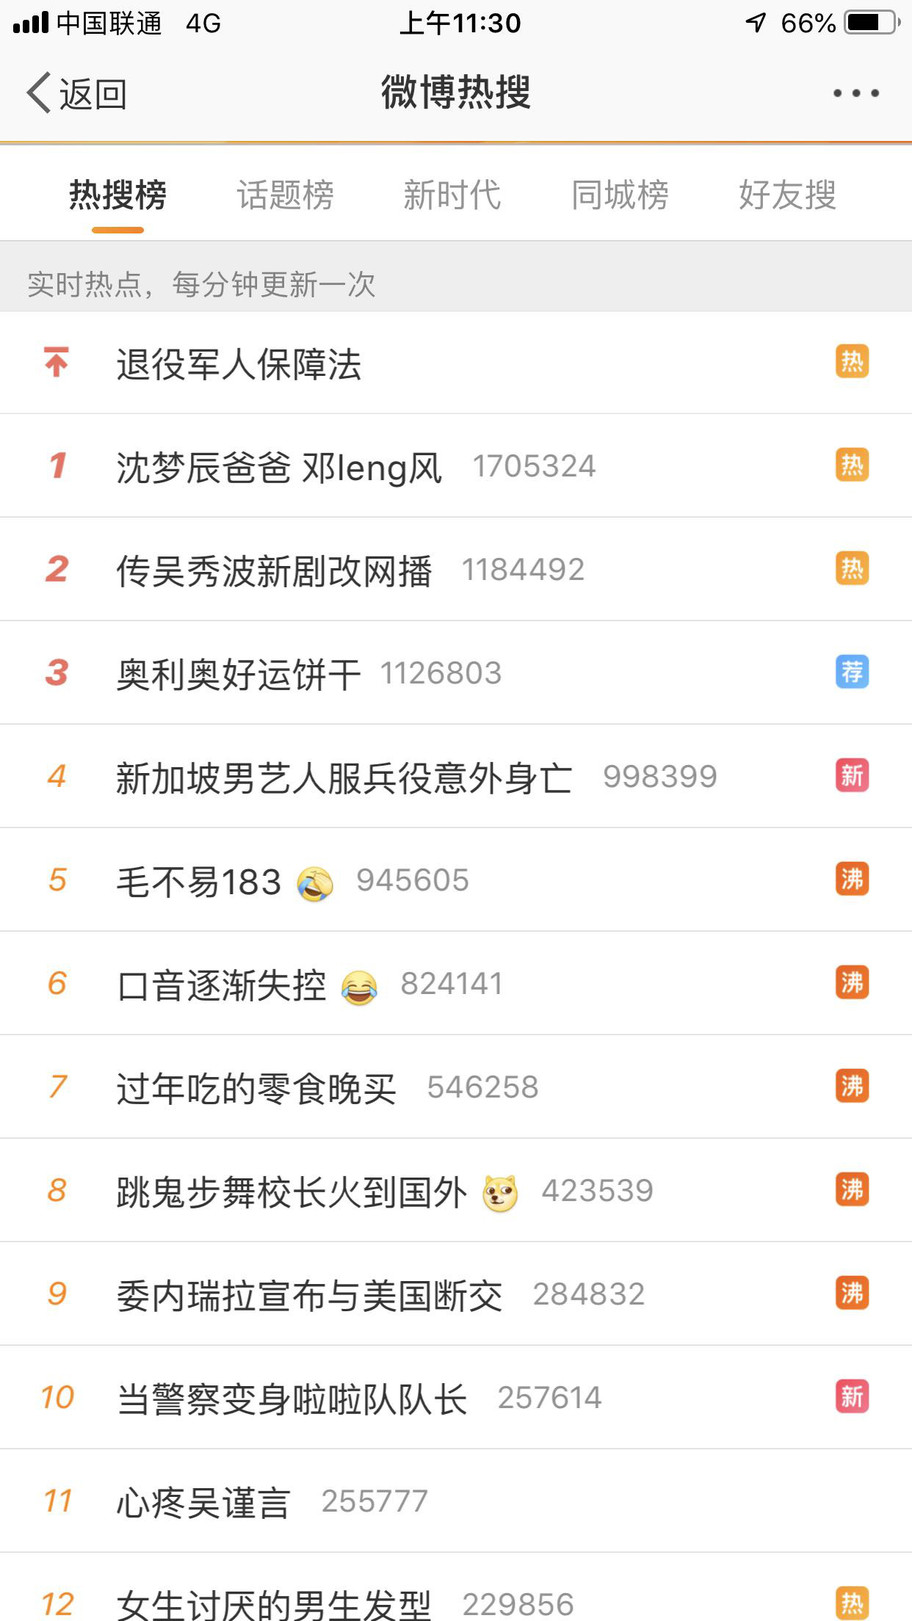 中国联通 4G 上午11:30 66%
返回 微博热搜
热搜榜 话题榜 新时代 同城榜 好友搜
实时热点，每分钟更新一次
退役军人保障法 热
1 沈梦辰爸爸 邓leng风 1705324 热
2 传吴秀波新剧改网播 1184492 热
3 奥利奥好运饼干 1126803 荐
4 新加坡男艺人服兵役意外身亡 998399 新
5 毛不易183 🤣 945605 沸
6 口音逐渐失控 😂 824141 沸
7 过年吃的零食晚买 546258 沸
8 跳鬼步舞校长火到国外 423539 沸
9 委内瑞拉宣布与美国断交 284832 沸
10 当警察变身啦啦队队长 257614 新
11 心疼吴谨言 255777
12 女生讨厌的男生发型 229856 热